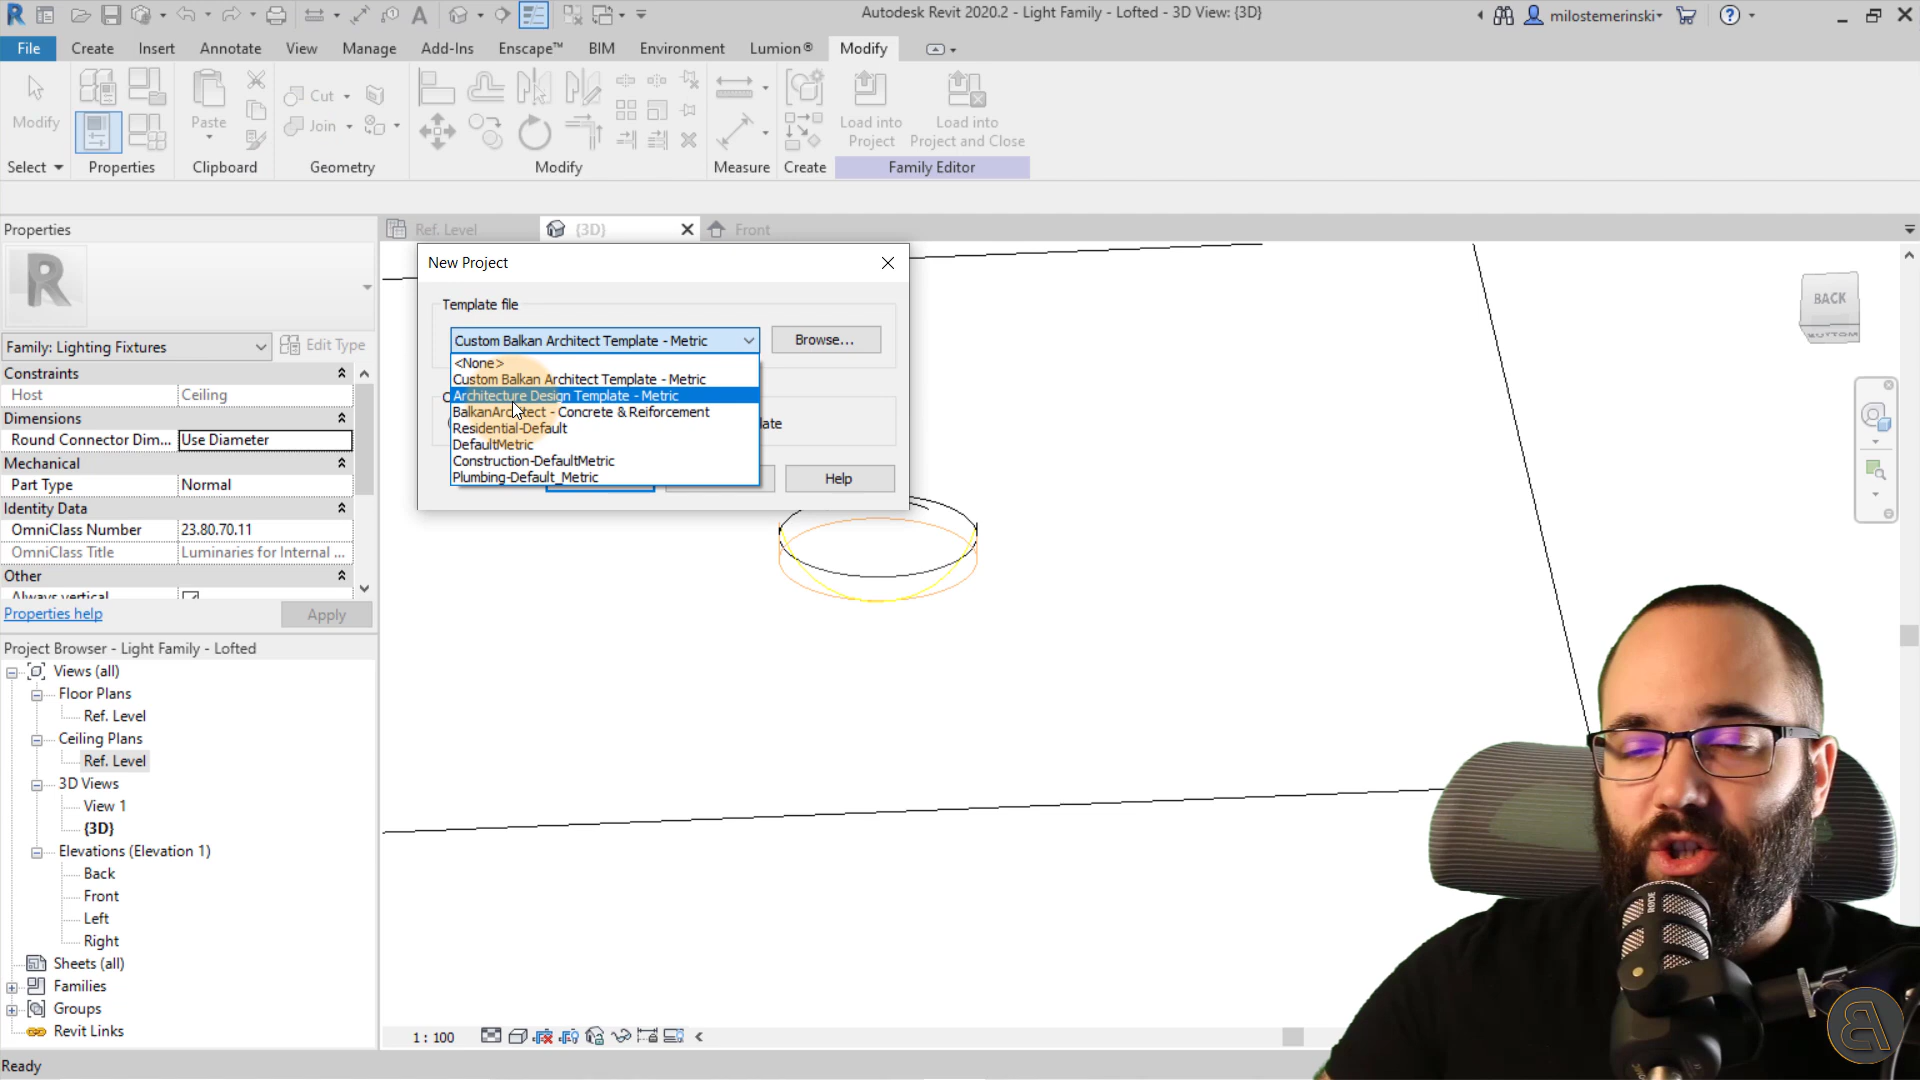 Autodesk Revit 2020.2 - Light Family - Lofted - 3D View: {3D}
milostemerinski
File Create Insert Annotate View Manage Add-Ins Enscape™ BIM Environment Lumion® Modify
Modify
Paste
Cut
Join
Load into Project
Load into Project and Close
Select Properties Clipboard Geometry Modify Measure Create Family Editor
Properties
Ref. Level
{3D}
Front
Family: Lighting Fixtures
Edit Type
Constraints
Host Ceiling
Dimensions
Round Connector Dim... Use Diameter
Mechanical
Part Type Normal
Identity Data
OmniClass Number 23.80.70.11
OmniClass Title Luminaries for Internal ...
Other
Always vertical
Properties help
Apply
New Project
Template file
Custom Balkan Architect Template - Metric
Browse...
<None>
Custom Balkan Architect Template - Metric
Architecture Design Template - Metric
BalkanArchitect - Concrete & Reiforcement
Residential-Default
DefaultMetric
Construction-DefaultMetric
Plumbing-Default_Metric
Help
BACK
BOTTOM
Project Browser - Light Family - Lofted
Views (all)
Floor Plans
Ref. Level
Ceiling Plans
Ref. Level
3D Views
View 1
{3D}
Elevations (Elevation 1)
Back
Front
Left
Right
Sheets (all)
Families
Groups
Revit Links
1 : 100
Ready
RØDE